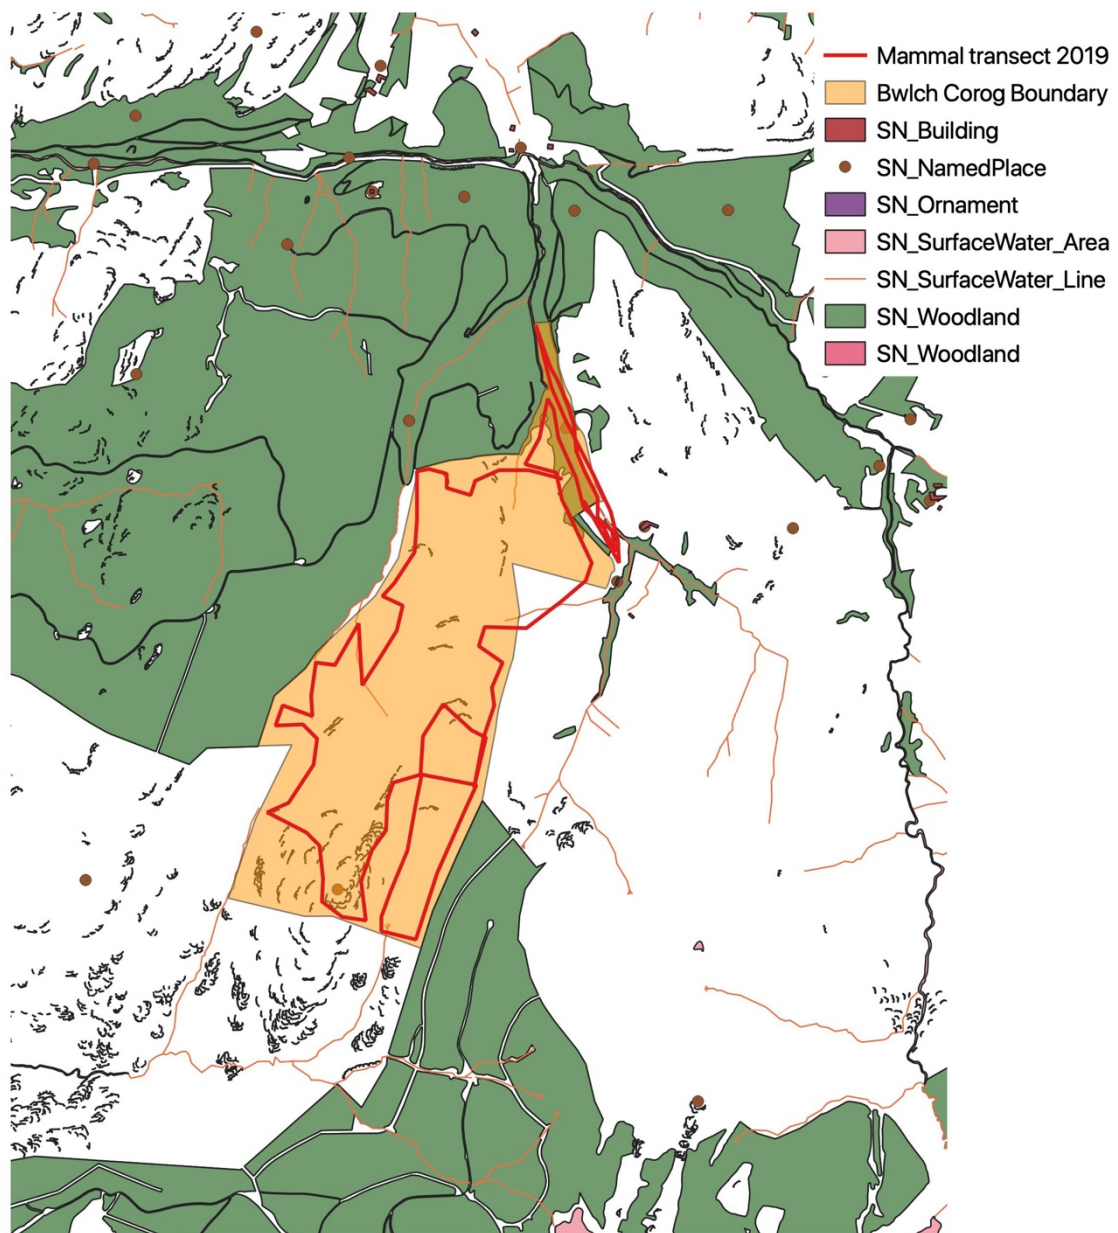 Mammal transect 2019
Bwlch Corog Boundary
SN_Building
SN_NamedPlace
SN_Ornament
SN_SurfaceWater_Area
SN_SurfaceWater_Line
SN_Woodland
SN_Woodland